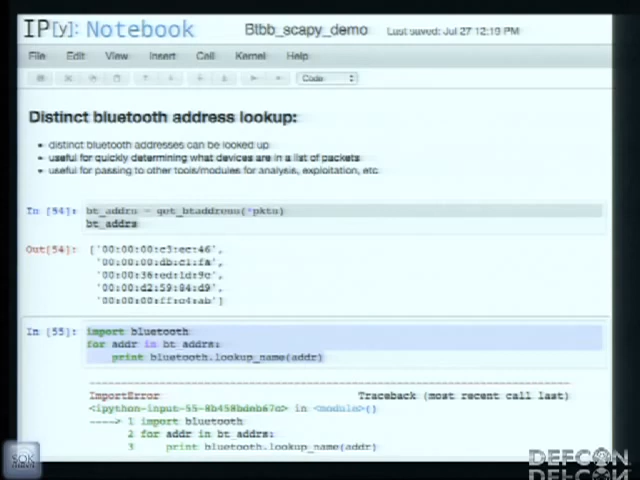 IP[y]: Notebook Btbb_scapy_demo Last saved: Jul 27 12:19 PM
File Edit View Insert Cell Kernel Help
Code
Distinct bluetooth address lookup:
• distinct bluetooth addresses can be looked up
• useful for quickly determining what devices are in a list of packets
• useful for passing to other tools/modules for analysis, exploitation, etc
In [54]: bt_addrs = get_btaddrs(*pkts)
bt_addrs
Out[54]: ['00:00:00:c3:ec:46',
'00:00:00:db:c1:fa',
'00:00:36:ed:1d:9c',
'00:00:d2:59:84:d9',
'00:00:00:ff:c4:ab']
In [55]: import bluetooth
for addr in bt_addrs:
print bluetooth.lookup_name(addr)
ImportError Traceback (most recent call last)
in <module>()
----> 1 import bluetooth
2 for addr in bt_addrs:
3 print bluetooth.lookup_name(addr)
SOK
DEFCON